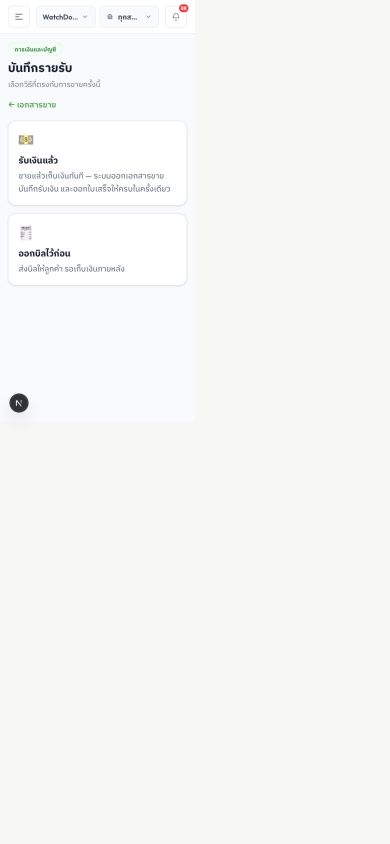 WatchDo...
ทุกส...
การเงินและบัญชี
บันทึกรายรับ
เลือกวิธีที่ตรงกับการขายครั้งนี้
← เอกสารขาย
รับเงินแล้ว
ขายแล้วเก็บเงินทันที — ระบบออกเอกสารขาย
บันทึกรับเงิน และออกใบเสร็จให้ครบในครั้งเดียว
ออกบิลไว้ก่อน
ส่งบิลให้ลูกค้า รอเก็บเงินภายหลัง
N